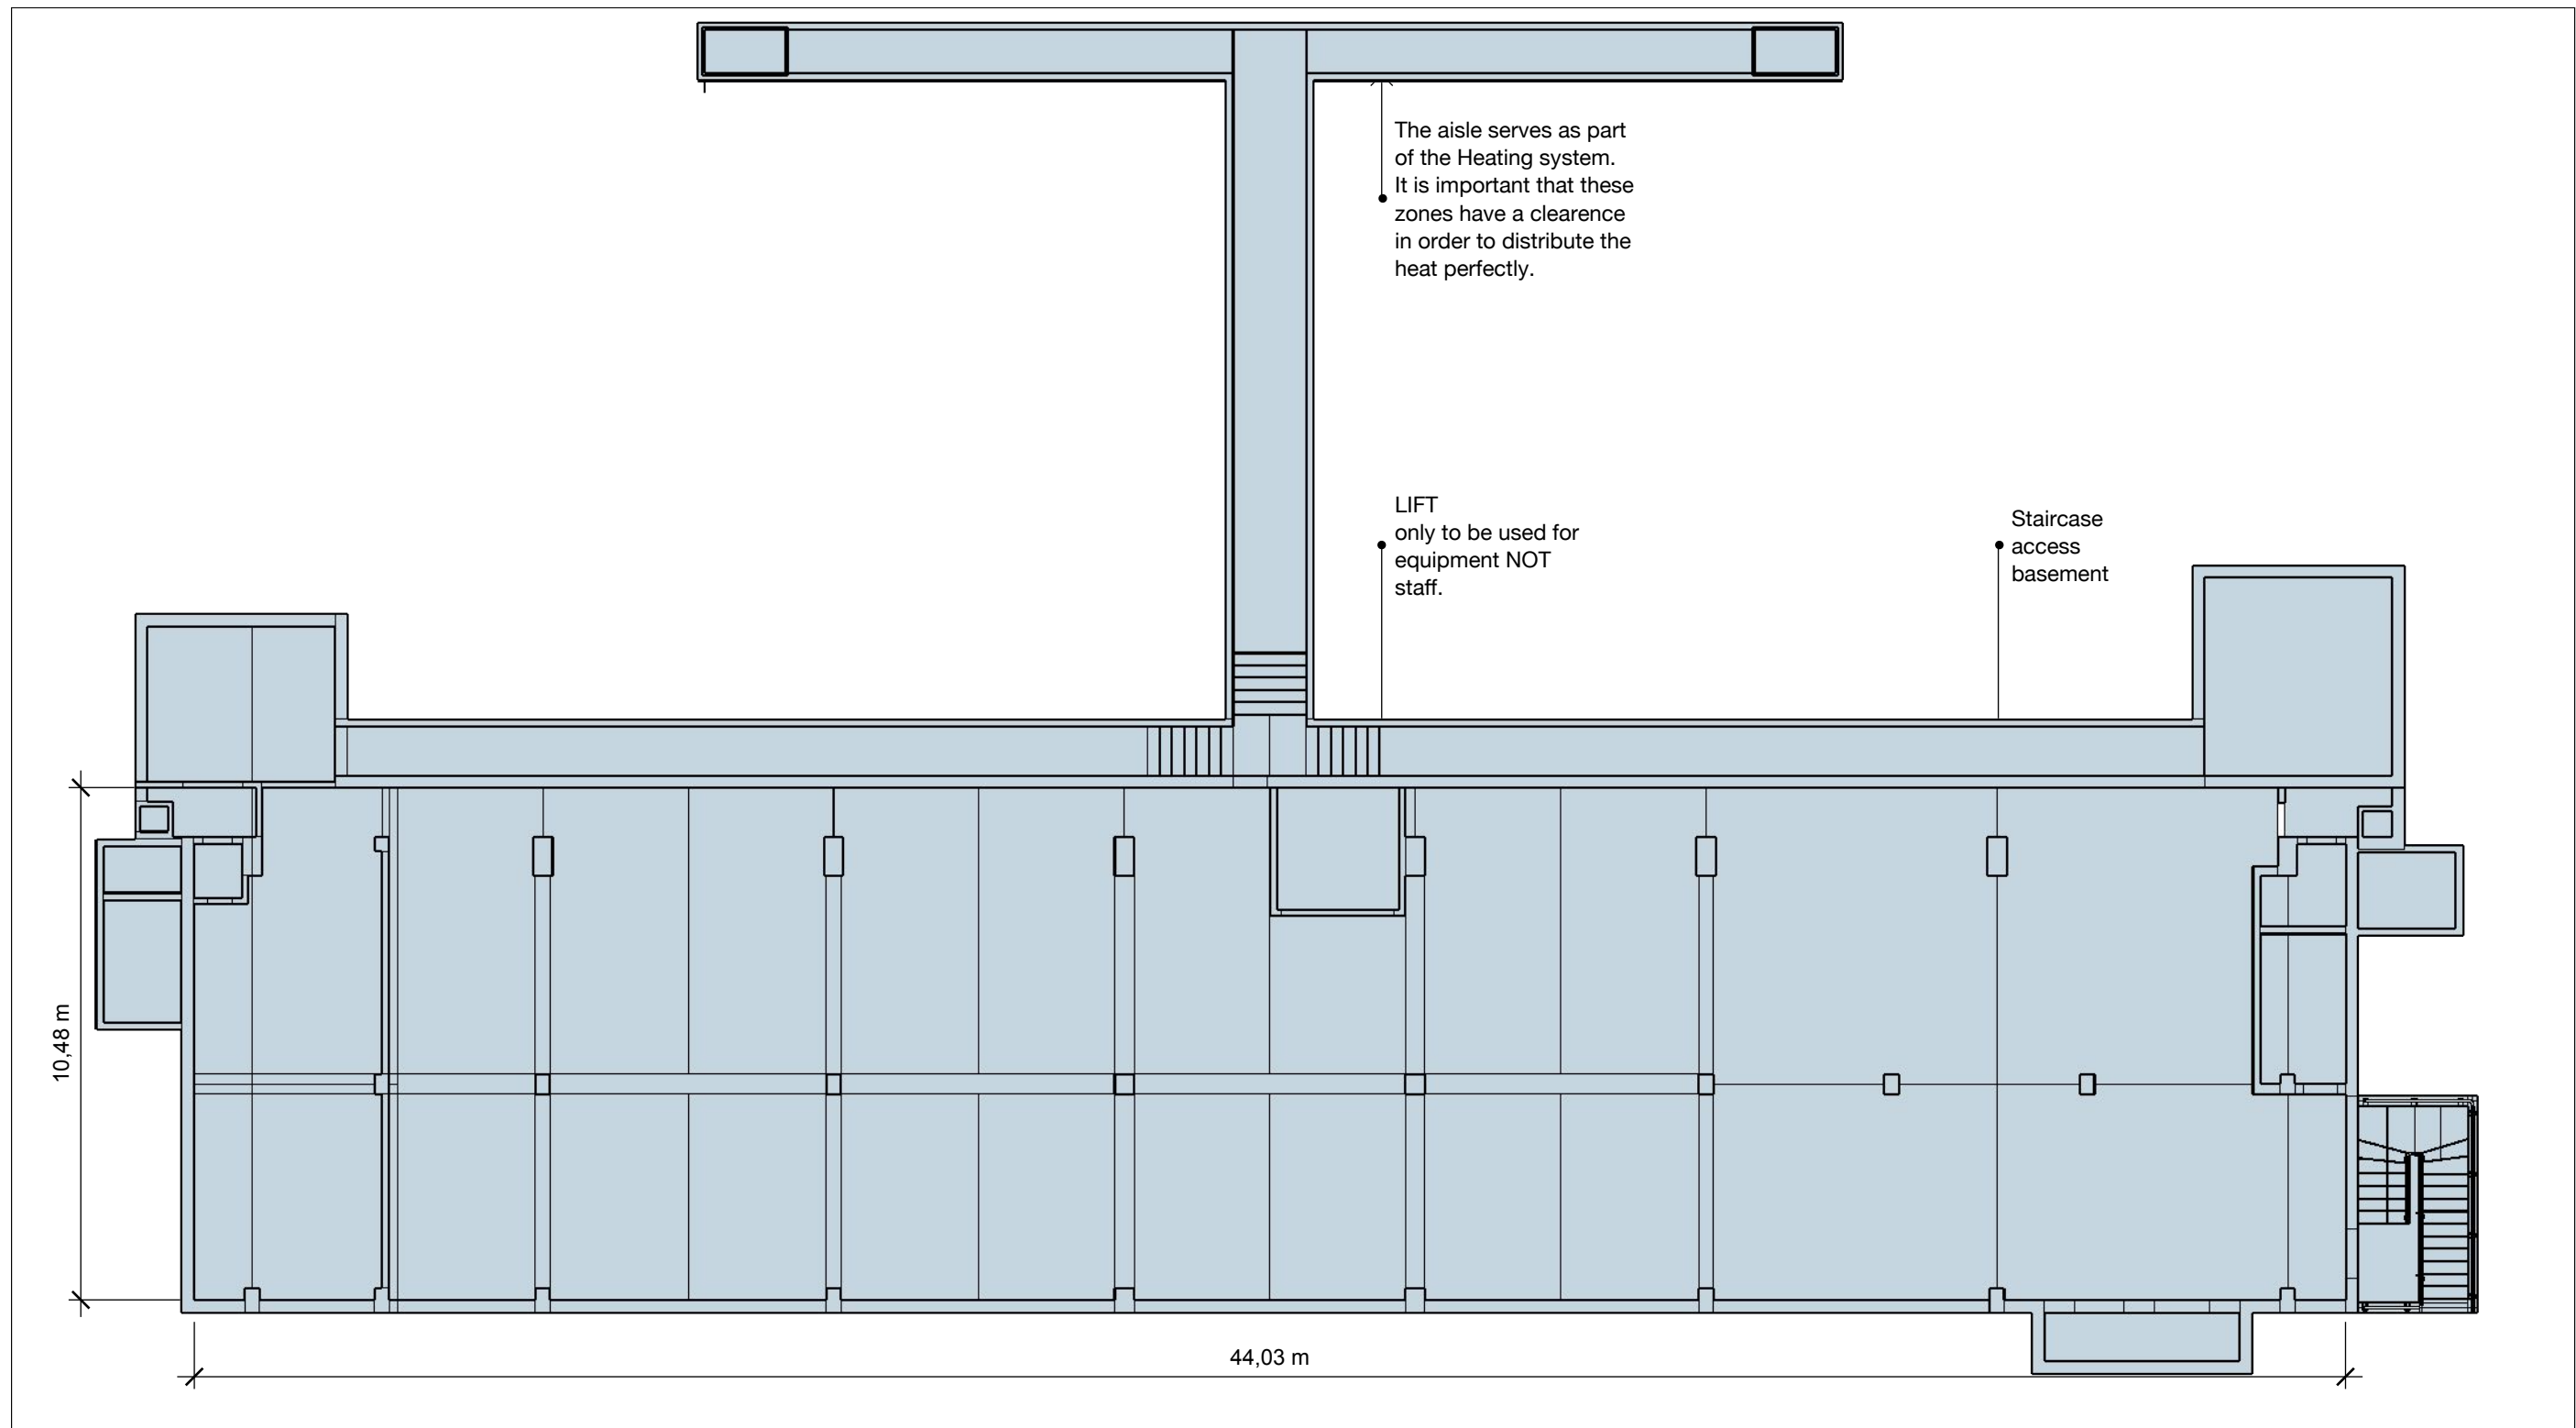 The aisle serves as part
of the Heating system.
It is important that these
zones have a clearence
in order to distribute the
heat perfectly.
LIFT
only to be used for
equipment NOT
staff.
Staircase
access
basement
10,48 m
44,03 m